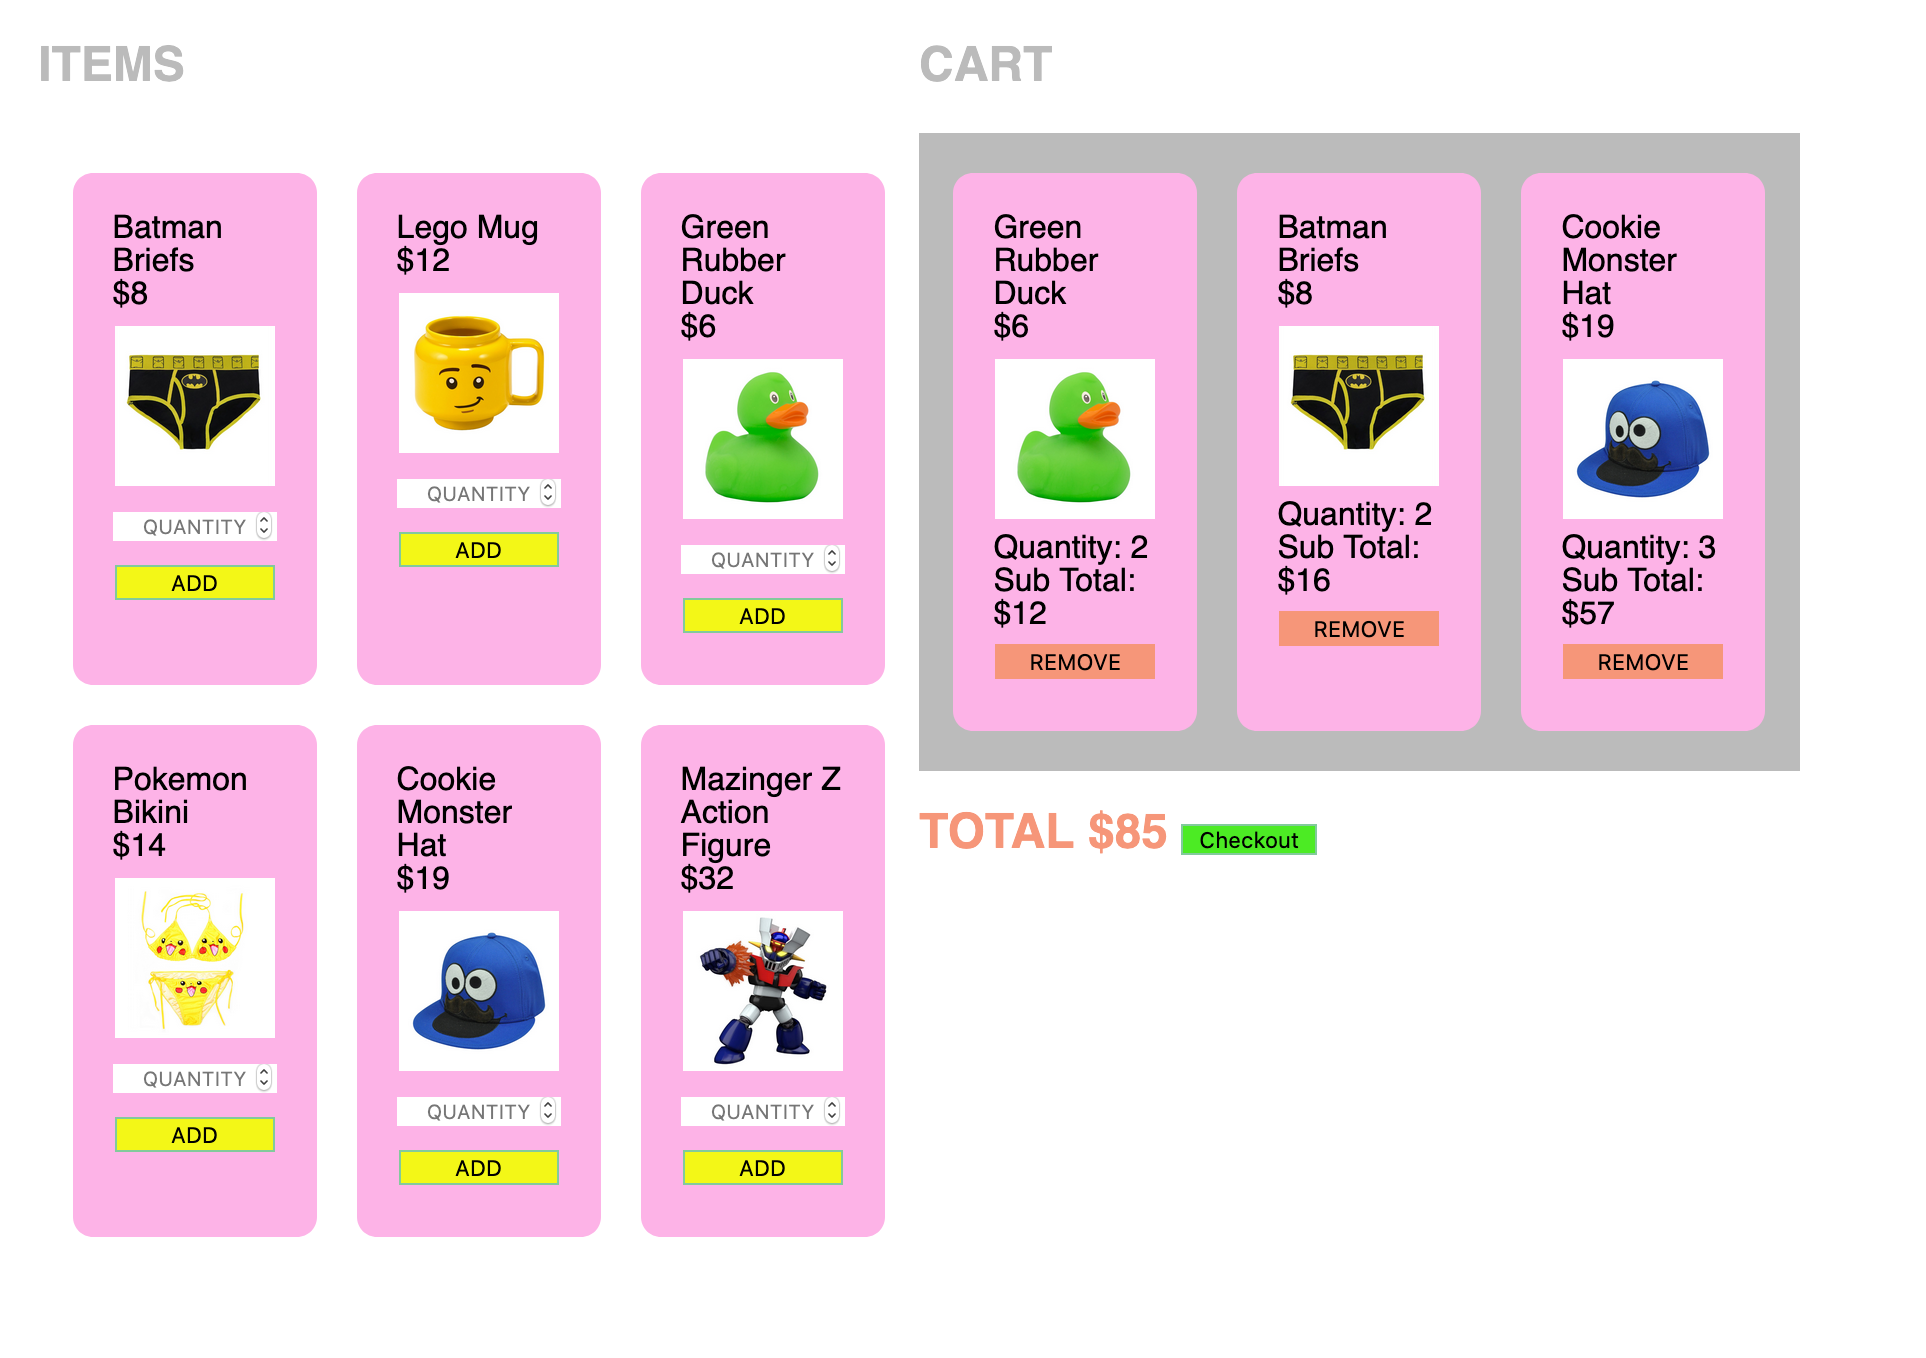 ITEMS
Batman
Briefs
$8
QUANTITY
ADD
Lego Mug
$12
QUANTITY
ADD
Green
Rubber
Duck
$6
QUANTITY
ADD
Pokemon
Bikini
$14
QUANTITY
ADD
Cookie
Monster
Hat
$19
QUANTITY
ADD
Mazinger Z
Action
Figure
$32
QUANTITY
ADD
CART
Green
Rubber
Duck
$6
Quantity: 2
Sub Total:
$12
REMOVE
Batman
Briefs
$8
Quantity: 2
Sub Total:
$16
REMOVE
Cookie
Monster
Hat
$19
Quantity: 3
Sub Total:
$57
REMOVE
TOTAL $85 Checkout